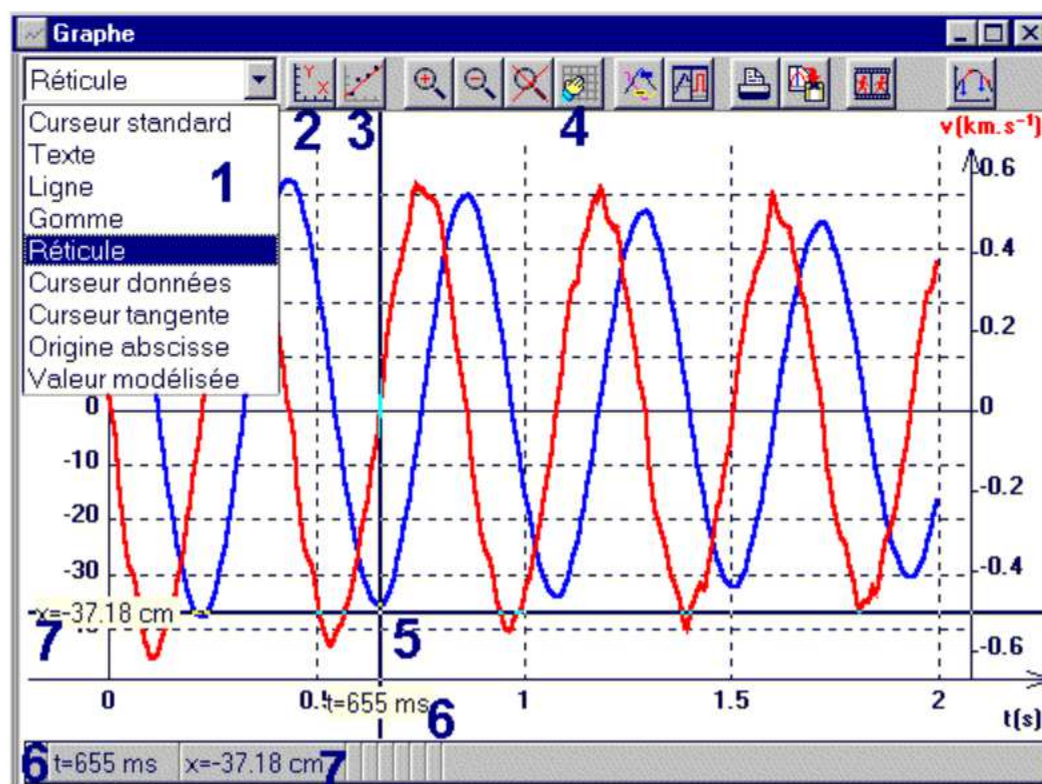 Graphe
Réticule
2 3 4
Curseur standard
Texte
Ligne
Gomme
Réticule
Curseur données
Curseur tangente
Origine abscisse
Valeur modélisée
1
v(km.s⁻¹)
0.6
0.4
0.2
0
-0.2
-0.4
-0.6
0
-10
-20
-30
x=-37.18 cm
7
5
0 0.5 1 1.5 2
t=655 ms
6
t(s)
6 t=655 ms x=-37.18 cm 7